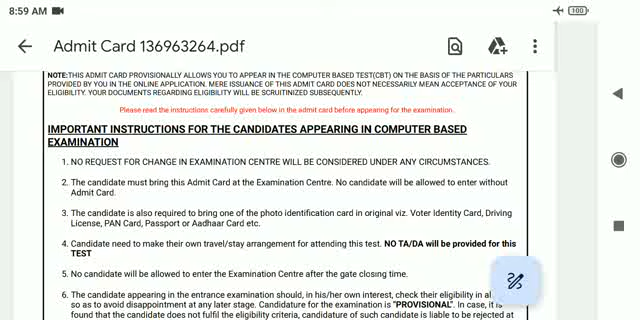 8:59 AM
100
Admit Card 136963264.pdf
NOTE:THIS ADMIT CARD PROVISIONALLY ALLOWS YOU TO APPEAR IN THE COMPUTER BASED TEST(CBT) ON THE BASIS OF THE PARTICULARS
PROVIDED BY YOU IN THE ONLINE APPLICATION. MERE ISSUANCE OF THIS ADMIT CARD DOES NOT NECESSARILY MEAN ACCEPTANCE OF YOUR
ELIGIBILITY. YOUR DOCUMENTS REGARDING ELIGIBILITY WILL BE SCRUITINIZED SUBSEQUENTLY.
Please read the instructions carefully given below in the admit card before appearing for the examination.
IMPORTANT INSTRUCTIONS FOR THE CANDIDATES APPEARING IN COMPUTER BASED
EXAMINATION
1. NO REQUEST FOR CHANGE IN EXAMINATION CENTRE WILL BE CONSIDERED UNDER ANY CIRCUMSTANCES.
2. The candidate must bring this Admit Card at the Examination Centre. No candidate will be allowed to enter without
Admit Card.
3. The candidate is also required to bring one of the photo identification card in original viz. Voter Identity Card, Driving
License, PAN Card, Passport or Aadhaar Card etc.
4. Candidate need to make their own travel/stay arrangement for attending this test. NO TA/DA will be provided for this
TEST
5. No candidate will be allowed to enter the Examination Centre after the gate closing time.
6. The candidate appearing in the entrance examination should, in his/her own interest, check their eligibility in al
so as to avoid disappointment at any later stage. Candidature for the examination is "PROVISIONAL". In case, it is
found that the candidate does not fulfil the eligibility criteria, candidature of such candidate is liable to be rejected at